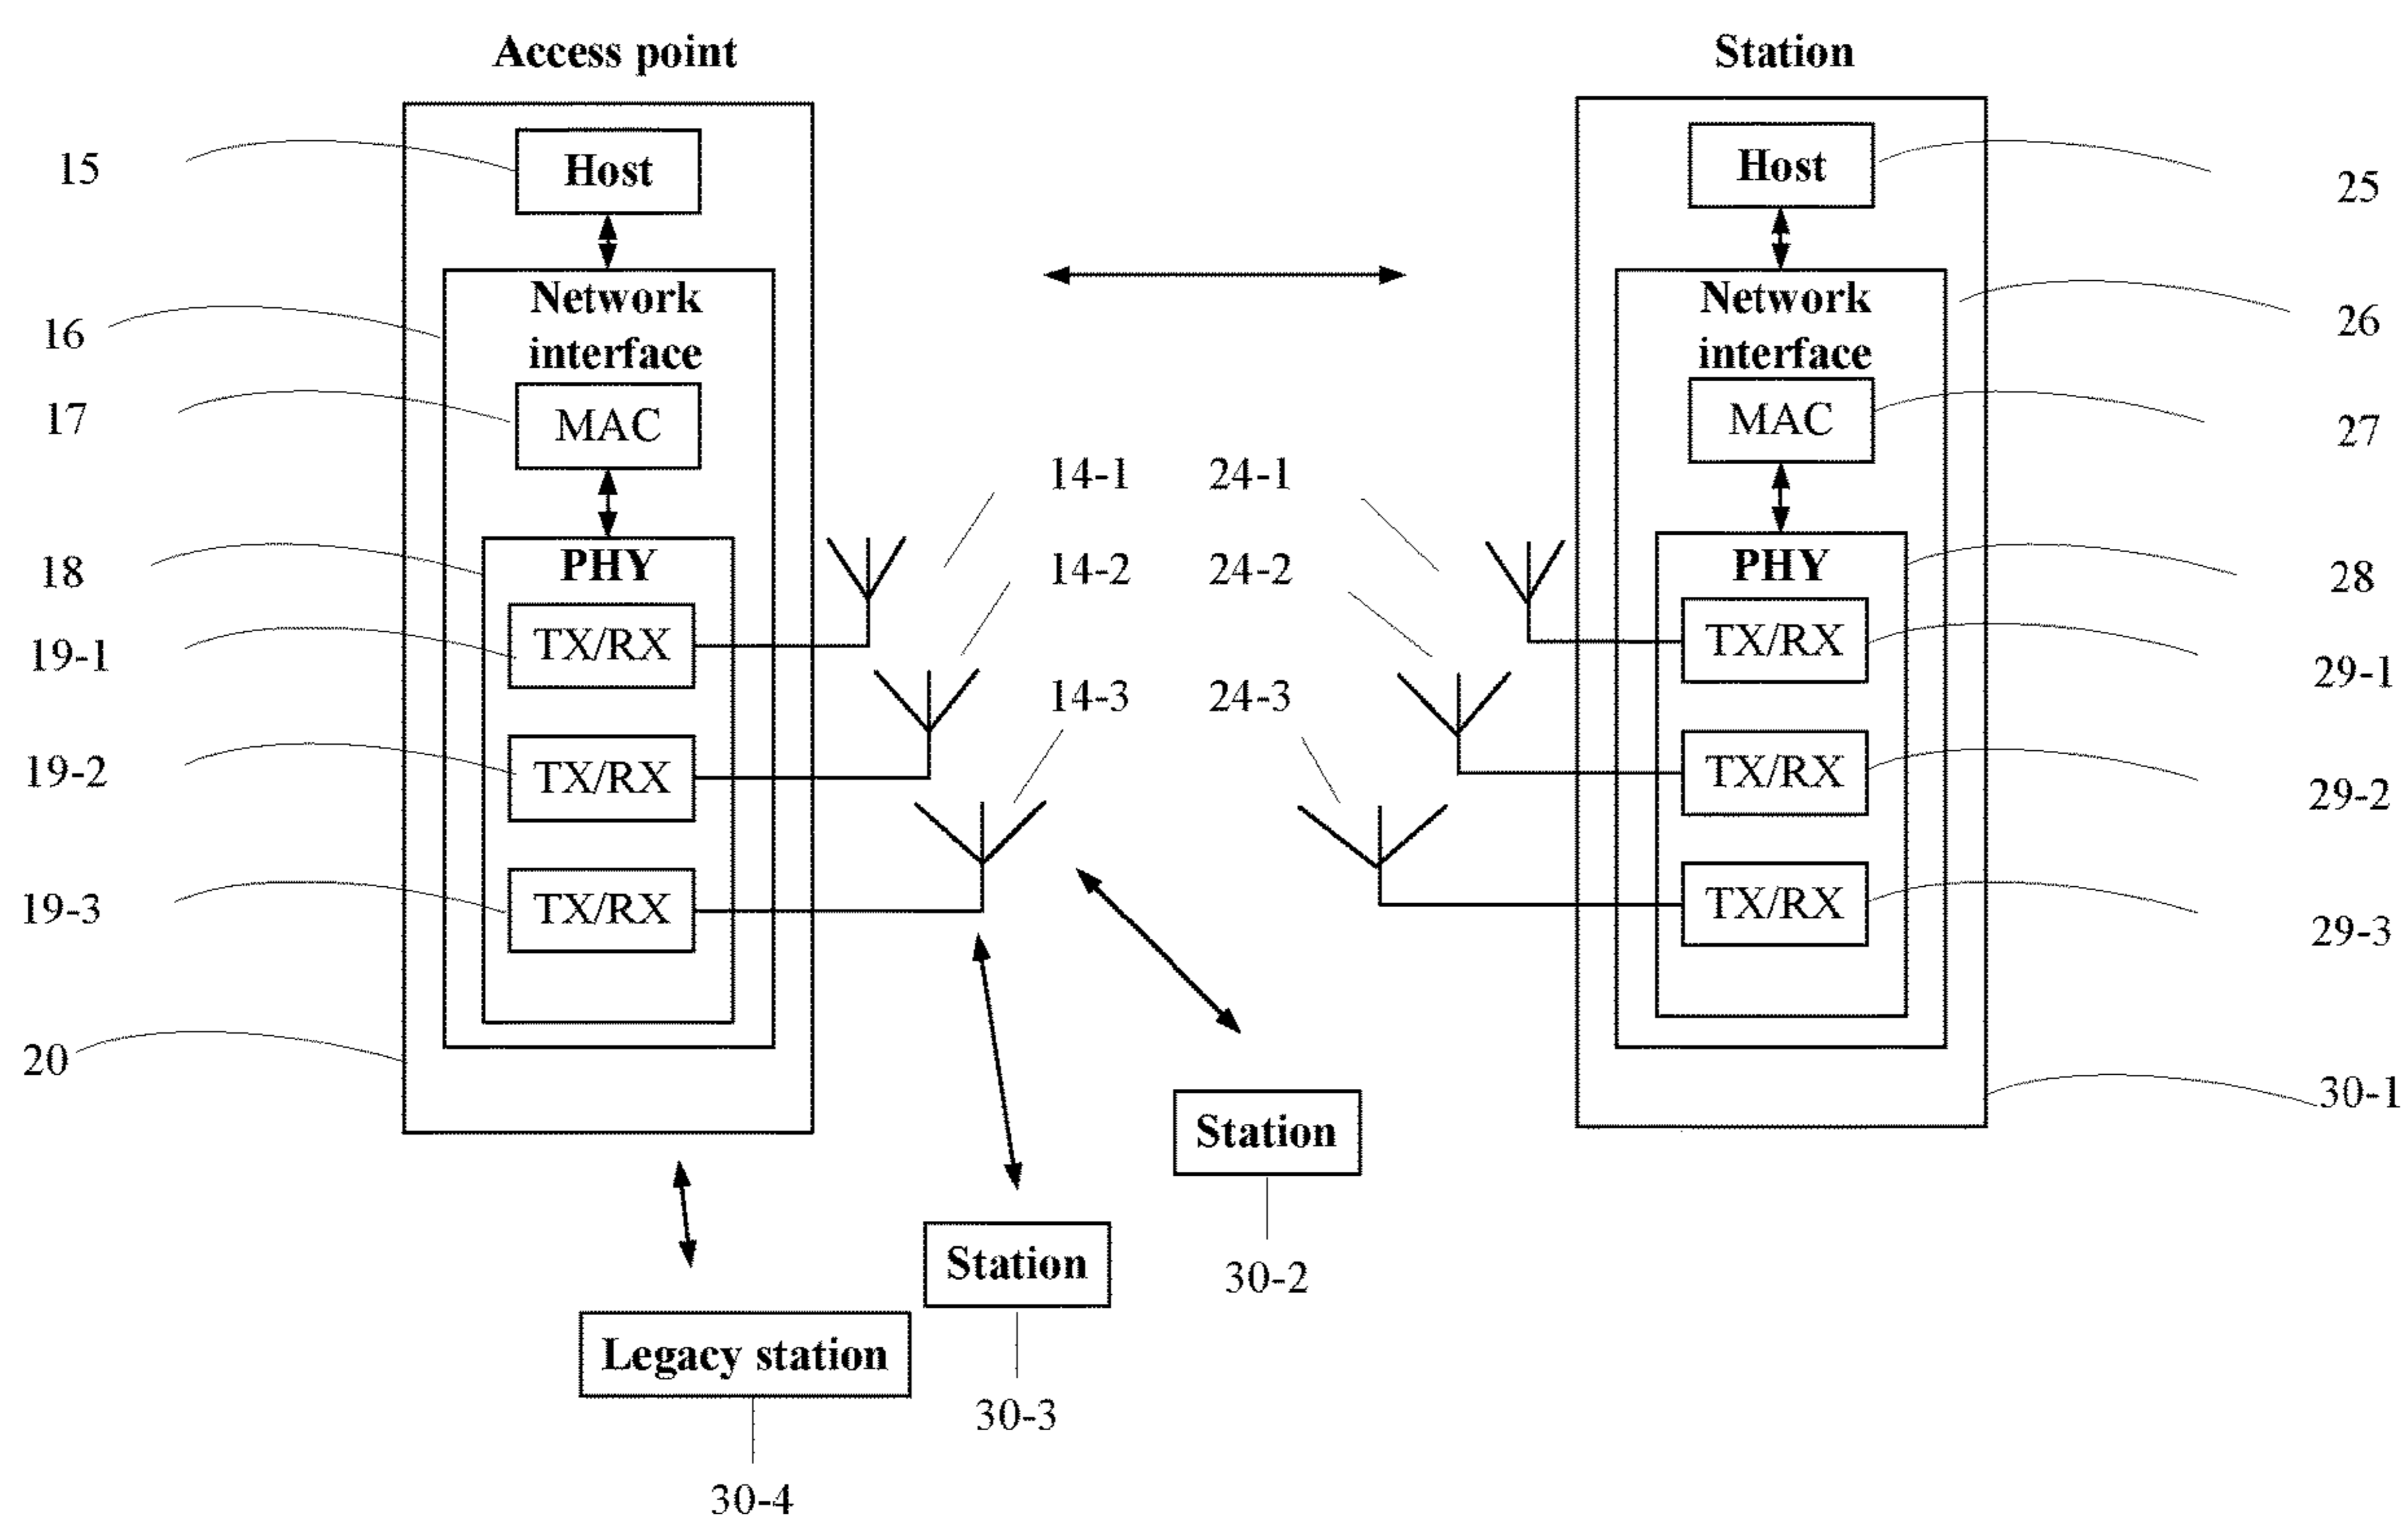 Access point
Station
15
Host
Host
25
16
Network
interface
Network
interface
26
17
MAC
MAC
27
14-1
24-1
18
PHY
14-2
24-2
PHY
28
19-1
TX/RX
14-3
24-3
TX/RX
29-1
19-2
TX/RX
TX/RX
29-2
19-3
TX/RX
TX/RX
29-3
20
30-1
Station
30-2
Station
30-3
Legacy station
30-4